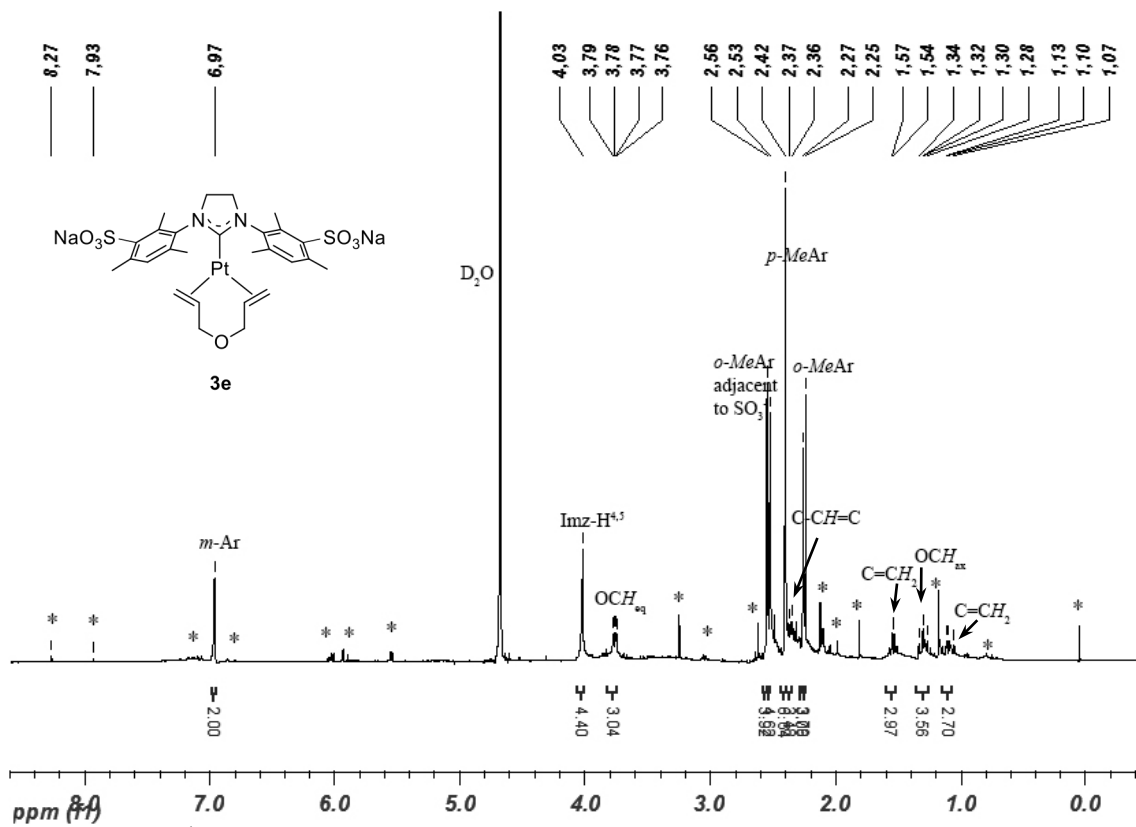 8,27
7,93
6,97
4,03
3,79
3,78
3,77
3,76
2,56
2,53
2,42
2,37
2,36
2,27
2,25
1,57
1,54
1,34
1,32
1,30
1,28
1,13
1,10
1,07
NaO3S
N
N
SO3Na
Pt
O
3e
D2O
p-MeAr
o-MeAr
adjacent
to SO3-
o-MeAr
m-Ar
Imz-H4,5
OCHeq
C-CH=C
C=CH2
OCHax
C=CH2
* * * * * * * * * * * * * * * *
2.00
4.40
3.04
2.97
3.56
2.70
8.0 7.0 6.0 5.0 4.0 3.0 2.0 1.0 0.0
ppm (f1)